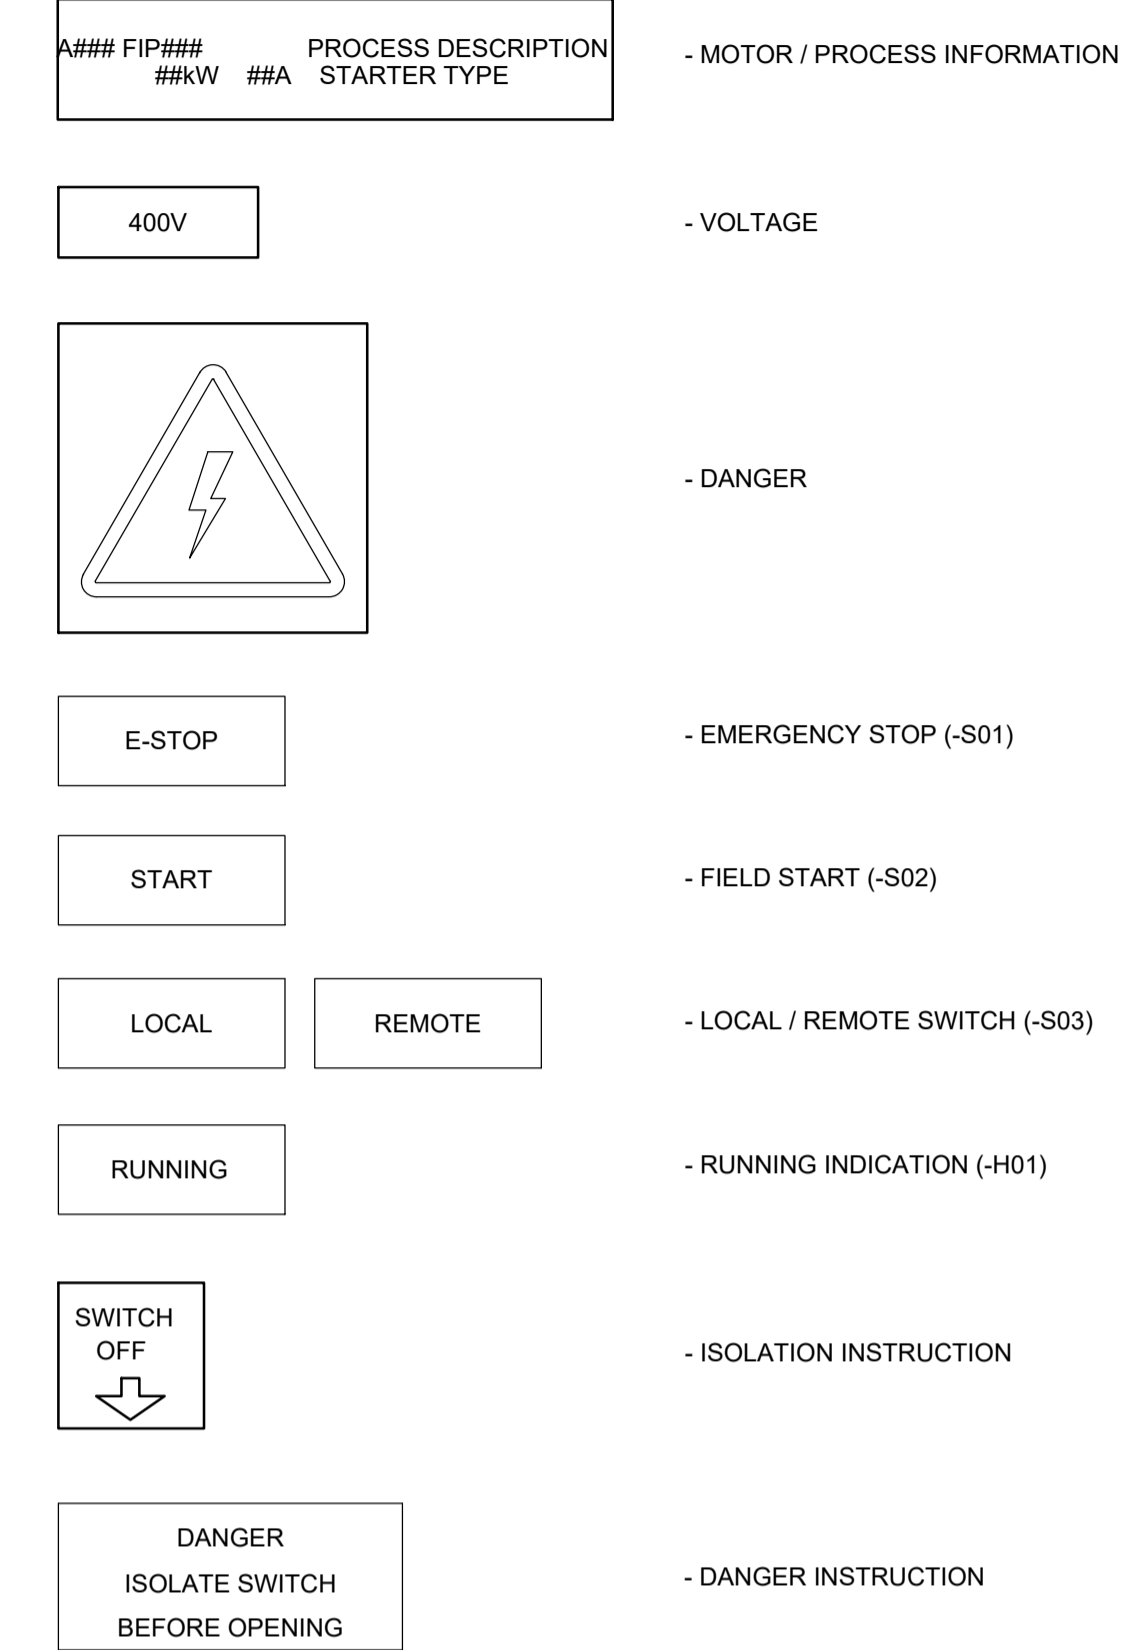 A### FIP### PROCESS DESCRIPTION
##kW ##A STARTER TYPE
- MOTOR / PROCESS INFORMATION
400V
- VOLTAGE
- DANGER
E-STOP
- EMERGENCY STOP (-S01)
START
- FIELD START (-S02)
LOCAL
REMOTE
- LOCAL / REMOTE SWITCH (-S03)
RUNNING
- RUNNING INDICATION (-H01)
SWITCH
OFF
- ISOLATION INSTRUCTION
DANGER
ISOLATE SWITCH
BEFORE OPENING
- DANGER INSTRUCTION